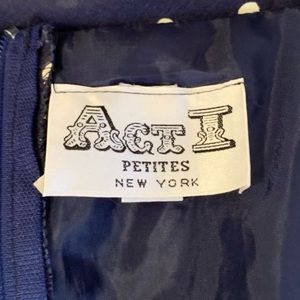 Act I
PETITES
NEW YORK